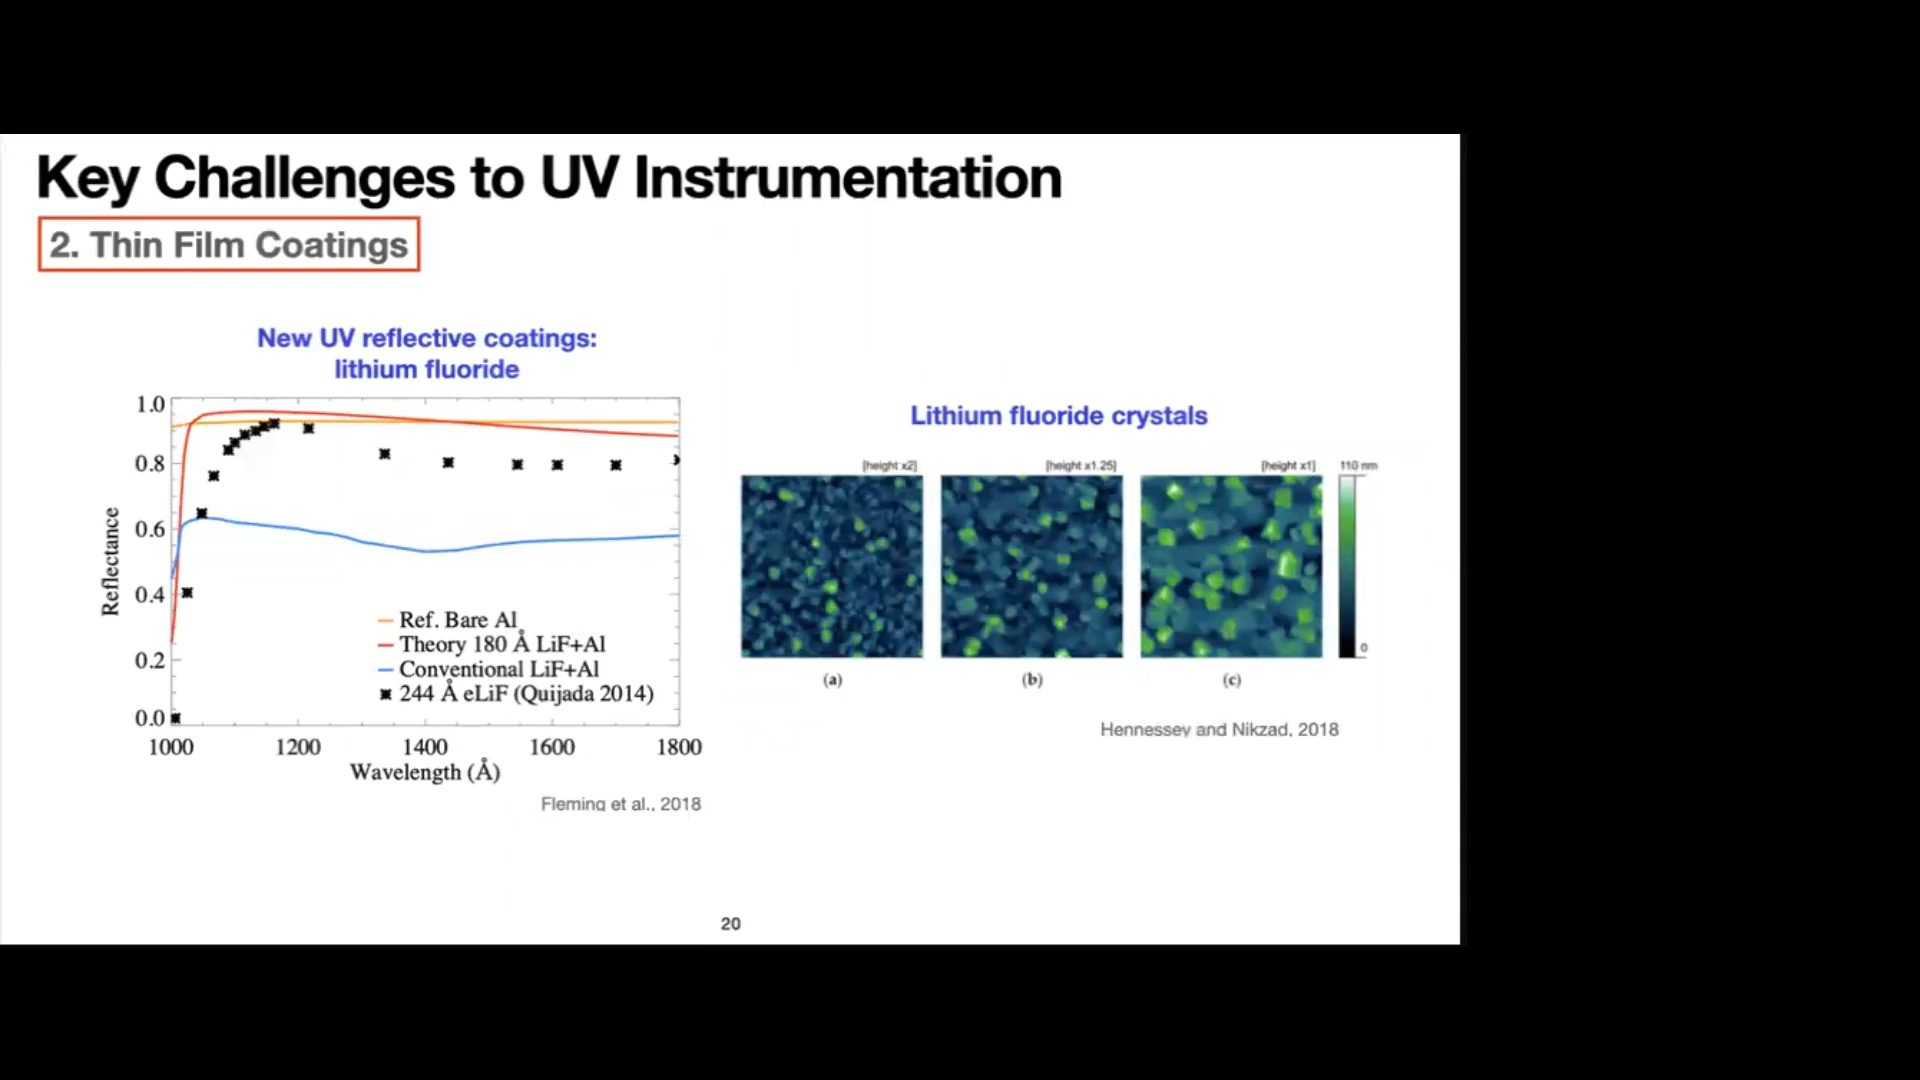 Key Challenges to UV Instrumentation
2. Thin Film Coatings
New UV reflective coatings:
lithium fluoride
1.0
0.8
0.6
0.4
0.2
0.0
Reflectance
Ref. Bare Al
Theory 180 Å LiF+Al
Conventional LiF+Al
244 Å eLiF (Quijada 2014)
1000 1200 1400 1600 1800
Wavelength (Å)
Fleming et al., 2018
Lithium fluoride crystals
[height x2] [height x1.25] [height x1] 110 nm
0
(a) (b) (c)
Hennessey and Nikzad, 2018
20